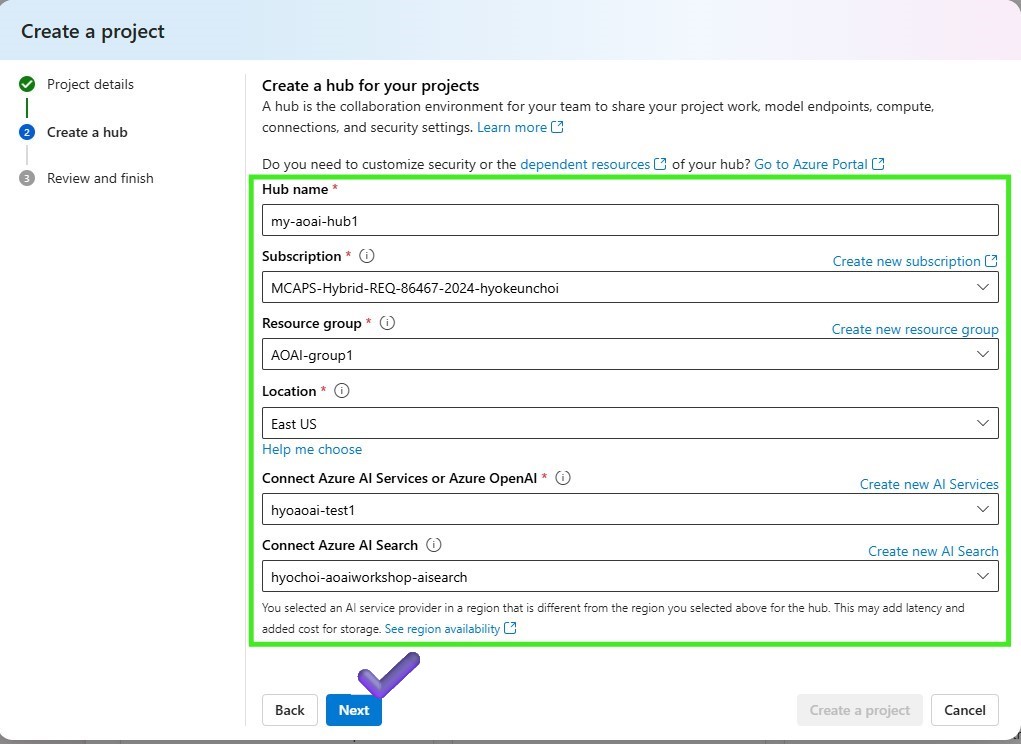 Create a project
Project details
2
Create a hub
3
Review and finish
Create a hub for your projects
A hub is the collaboration environment for your team to share your project work, model endpoints, compute,
connections, and security settings. Learn more
Do you need to customize security or the dependent resources of your hub? Go to Azure Portal
Hub name *
my-aoai-hub1
Subscription *
Create new subscription
MCAPS-Hybrid-REQ-86467-2024-hyokeunchoi
Resource group *
Create new resource group
AOAI-group1
Location *
East US
Help me choose
Connect Azure AI Services or Azure OpenAI *
Create new AI Services
hyoaoai-test1
Connect Azure AI Search
Create new AI Search
hyochoi-aoaiworkshop-aisearch
You selected an AI service provider in a region that is different from the region you selected above for the hub. This may add latency and
added cost for storage. See region availability
Back
Next
Create a project
Cancel